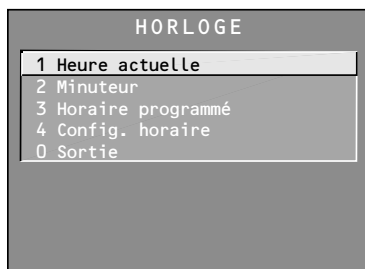 HORLOGE
1 Heure actuelle
2 Minuteur
3 Horaire programmé
4 Config. horaire
0 Sortie